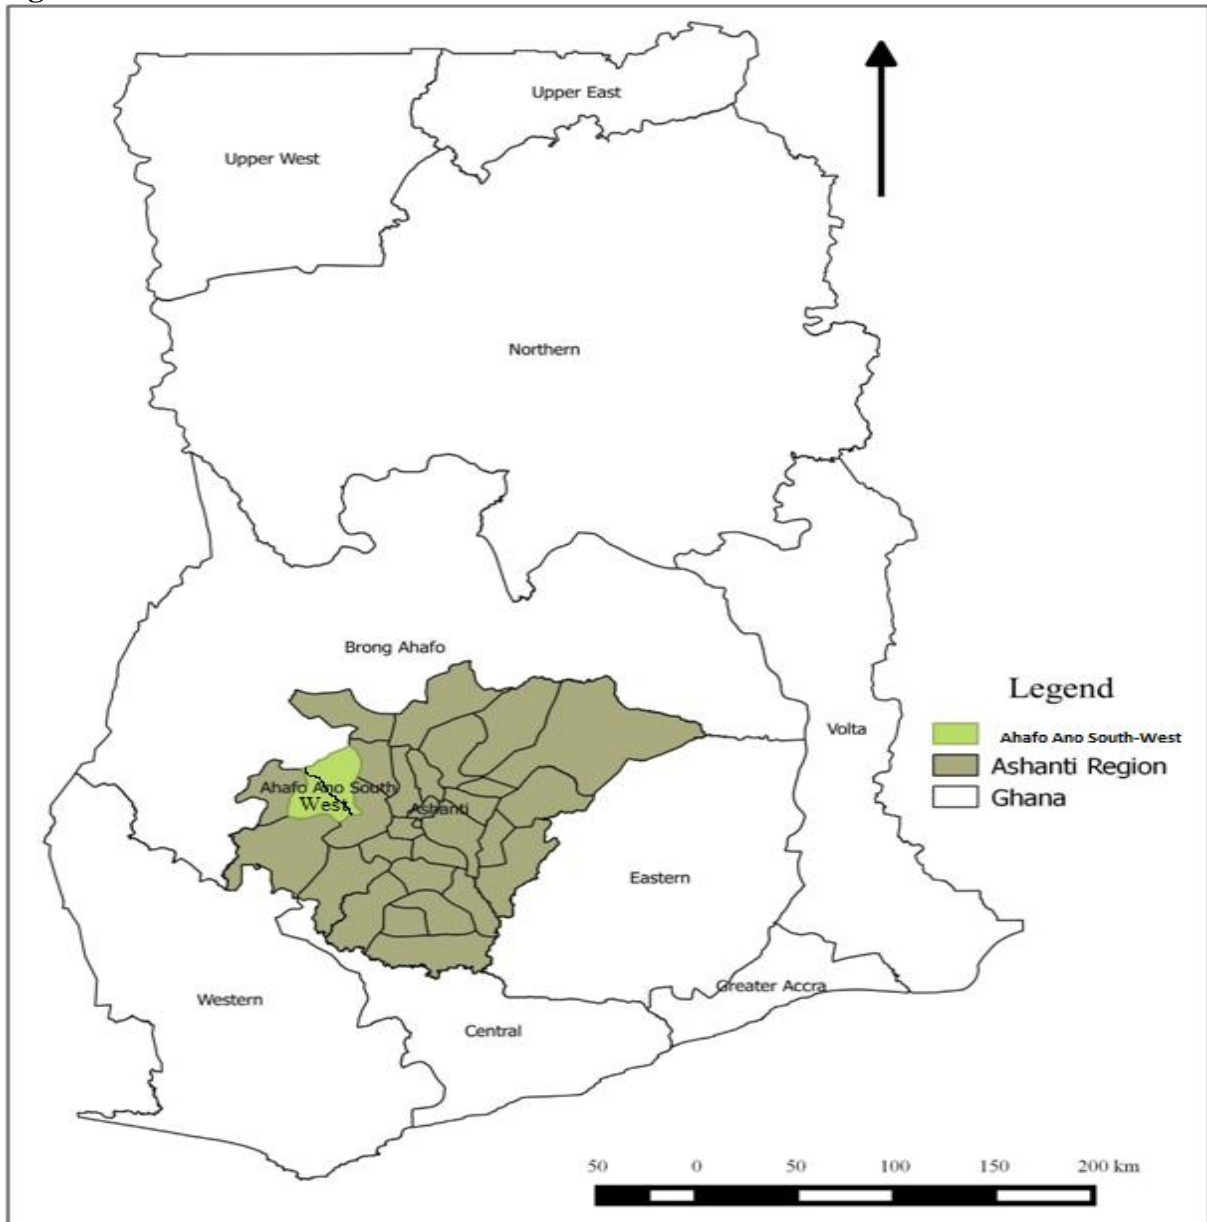 Upper East
Upper West
Northern
Brong Ahafo
Legend
Volta
Ahafo Ano South-West
Ashanti Region
Ghana
Ahafo Ano South
West
Ashanti
Eastern
Western
Greater Accra
Central
50 0 50 100 150 200 km